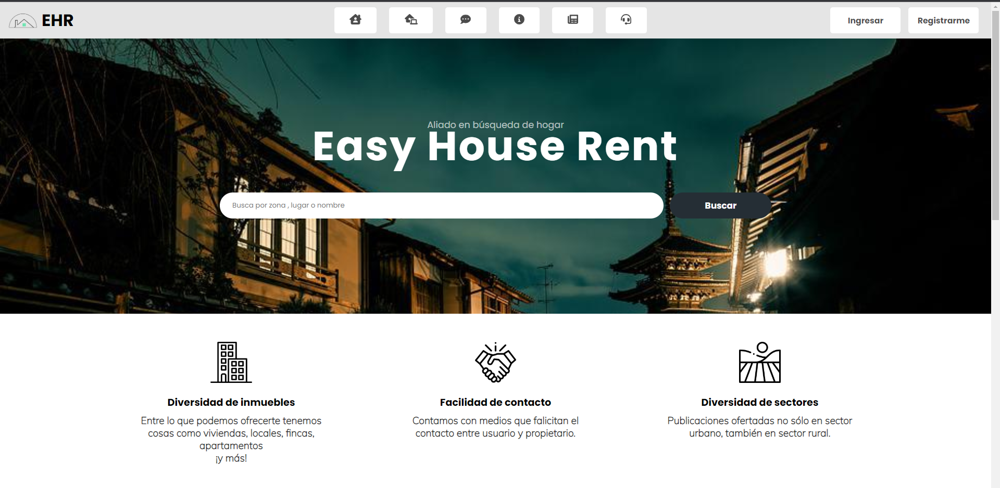 EHR
Ingresar
Registrarme
Aliado en búsqueda de hogar
Easy House Rent
Busca por zona , lugar o nombre
Buscar
Diversidad de inmuebles
Entre lo que podemos ofrecerte tenemos
cosas como viviendas, locales, fincas,
apartamentos
¡y más!
Facilidad de contacto
Contamos con medios que falicitan el
contacto entre usuario y propietario.
Diversidad de sectores
Publicaciones ofertadas no sólo en sector
urbano, también en sector rural.